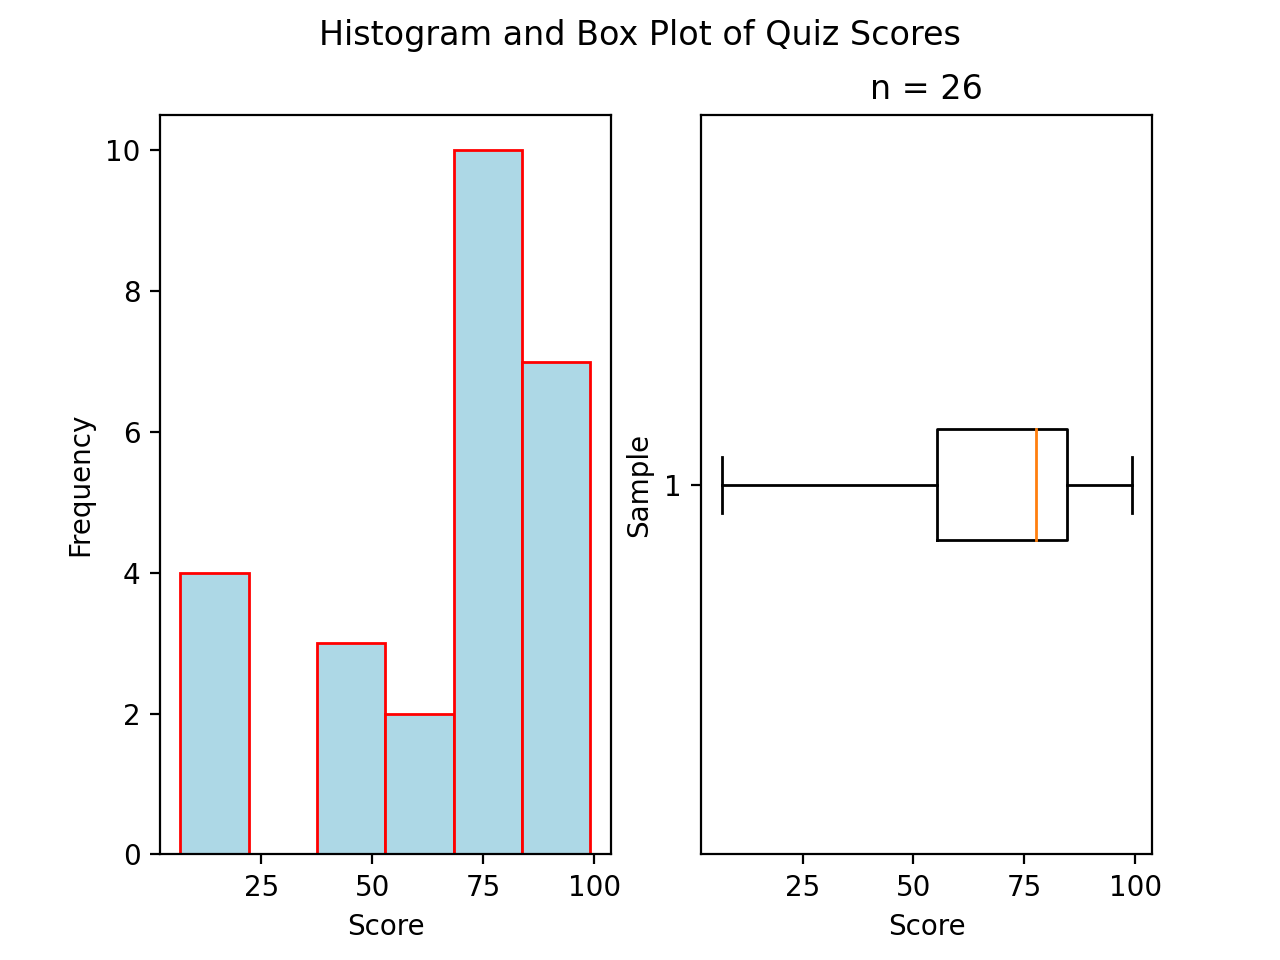 Histogram and Box Plot of Quiz Scores
Frequency
10
8
6
4
2
0
25 50 75 100
Score
n = 26
Sample
1
25 50 75 100
Score